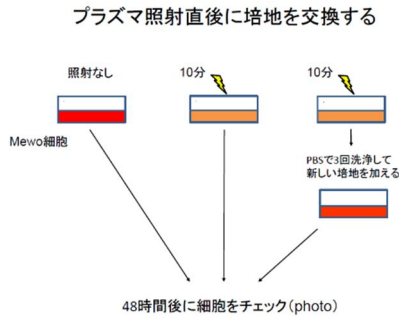 プラズマ照射直後に培地を交換する
照射なし
10分
10分
Mewo細胞
PBSで3回洗浄して
新しい培地を加える
48時間後に細胞をチェック(photo)